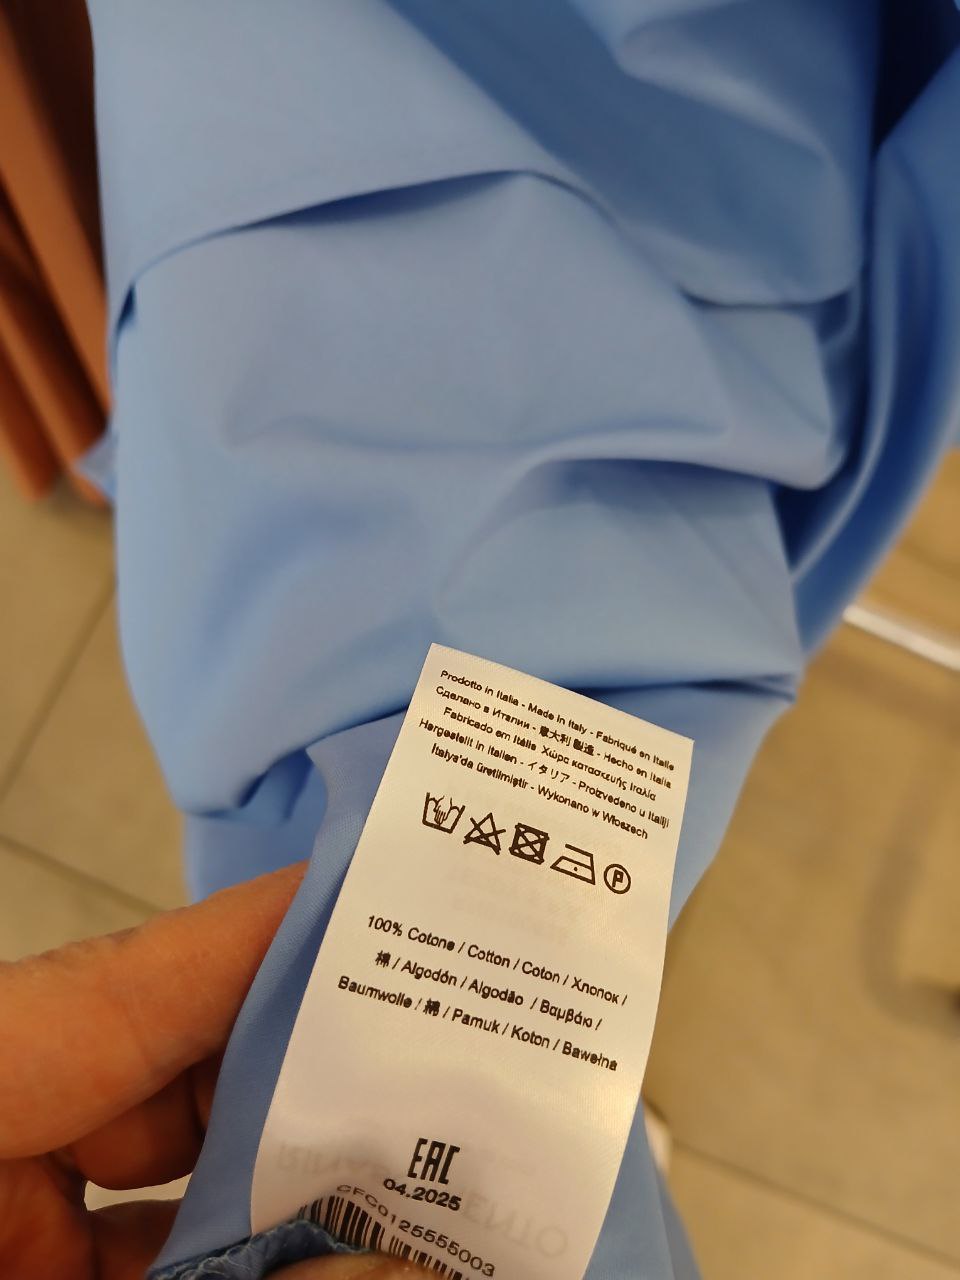 Prodotto in Italia - Made in Italy - Fabriqué en Italie
Сделано в Италии - 意大利 製造 - Hecho en Italia
Fabricado em Itália Χώρα κατασκευής Ιταλία
Hergestellt in Italien - イタリア - Proizvedeno u Italiji
İtalya'da üretilmiştir - Wykonano w Włoszech
P
100% Cotone / Cotton / Coton / Хлопок /
棉 / Algodón / Algodão / Βαμβάκι /
Baumwolle / 綿 / Pamuk / Koton / Bawełna
EAC
04.2025
CFC0125555003